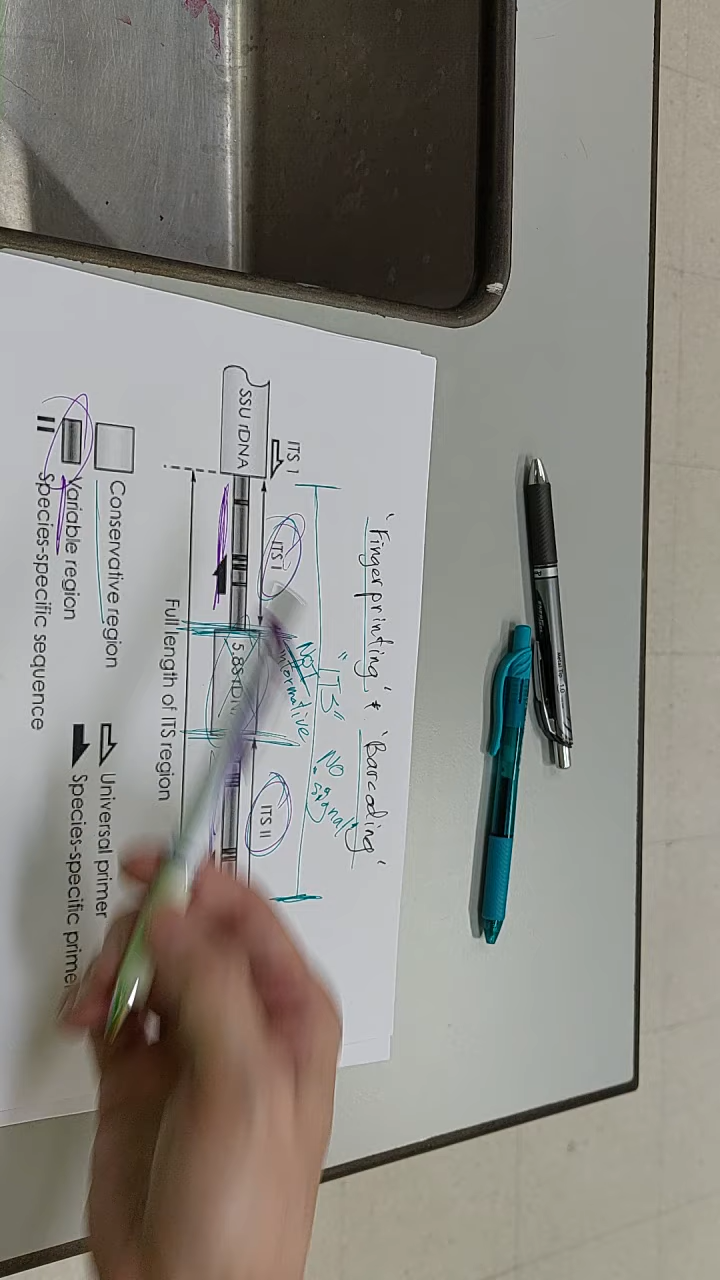 'Fingerprinting' & 'Barcoding'
"ITS"
NO signal
NOT informative
ITS 1
ITS I
ITS II
SSU rDNA
5.8S rD
Full length of ITS region
Conservative region
Universal primer
Variable region
Species-specific prime
Species-specific sequence